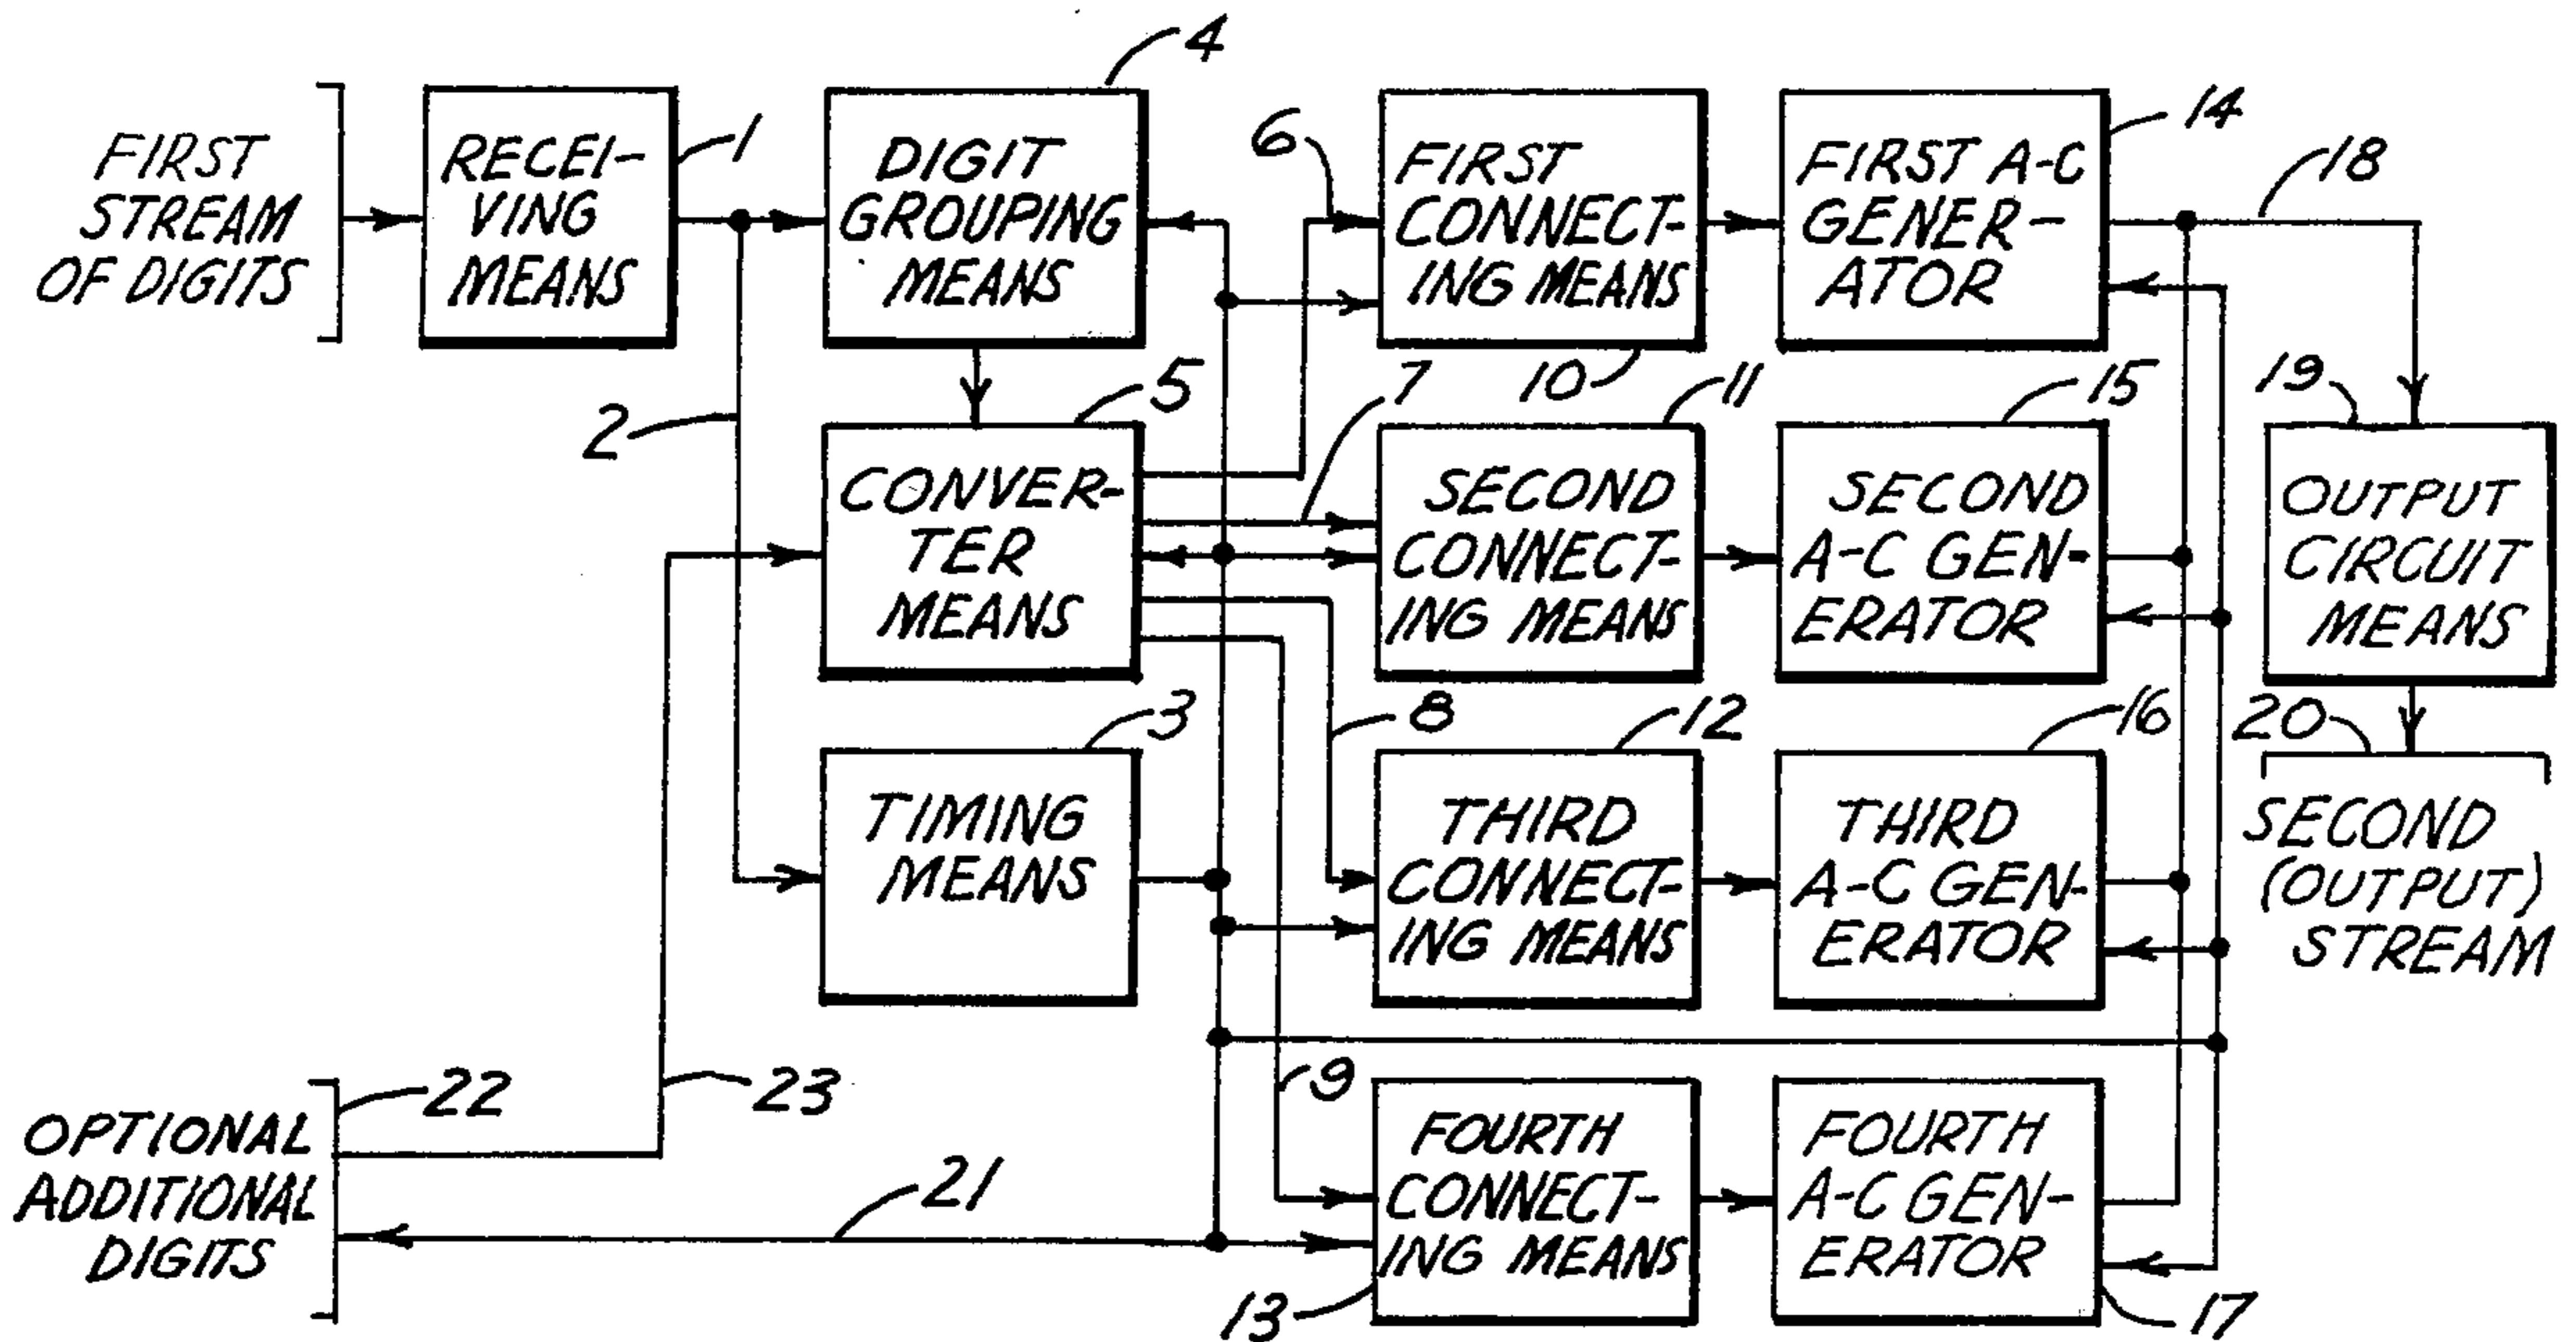 FIRST
STREAM
OF DIGITS
RECEI-
VING
MEANS
1
2
DIGIT
GROUPING
MEANS
4
CONVER-
TER
MEANS
5
TIMING
MEANS
3
6
FIRST
CONNECT-
ING MEANS
10
7
SECOND
CONNECT-
ING MEANS
11
8
THIRD
CONNECT-
ING MEANS
12
9
FOURTH
CONNECT-
ING MEANS
13
FIRST A-C
GENER-
ATOR
14
SECOND
A-C GEN-
ERATOR
15
THIRD
A-C GEN-
ERATOR
16
FOURTH
A-C GEN-
ERATOR
17
18
19
OUTPUT
CIRCUIT
MEANS
20
SECOND
(OUTPUT)
STREAM
OPTIONAL
ADDITIONAL
DIGITS
22
23
21